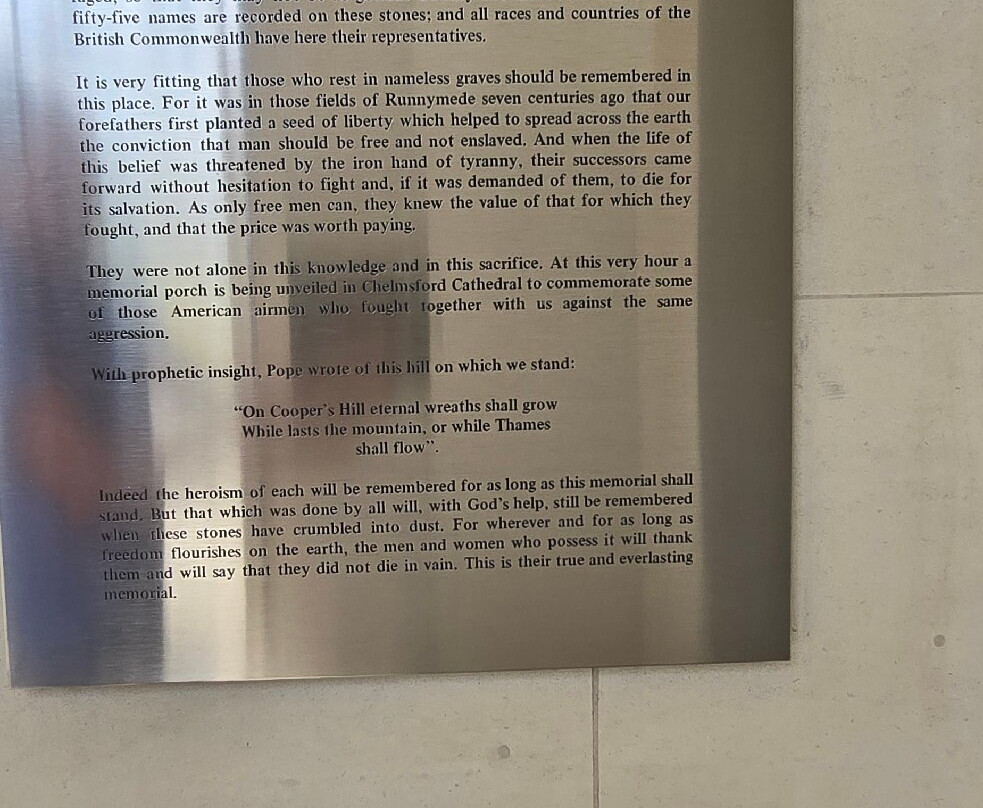 fifty-five names are recorded on these stones; and all races and countries of the
British Commonwealth have here their representatives.
It is very fitting that those who rest in nameless graves should be remembered in
this place. For it was in those fields of Runnymede seven centuries ago that our
forefathers first planted a seed of liberty which helped to spread across the earth
the conviction that man should be free and not enslaved. And when the life of
this belief was threatened by the iron hand of tyranny, their successors came
forward without hesitation to fight and, if it was demanded of them, to die for
its salvation. As only free men can, they knew the value of that for which they
fought, and that the price was worth paying.
They were not alone in this knowledge and in this sacrifice. At this very hour a
memorial porch is being unveiled in Chelmsford Cathedral to commemorate some
of those American airmen who fought together with us against the same
aggression.
With prophetic insight, Pope wrote of this hill on which we stand:
“On Cooper’s Hill eternal wreaths shall grow
While lasts the mountain, or while Thames
shall flow”.
Indeed the heroism of each will be remembered for as long as this memorial shall
stand. But that which was done by all will, with God’s help, still be remembered
when these stones have crumbled into dust. For wherever and for as long as
freedom flourishes on the earth, the men and women who possess it will thank
them and will say that they did not die in vain. This is their true and everlasting
memorial.